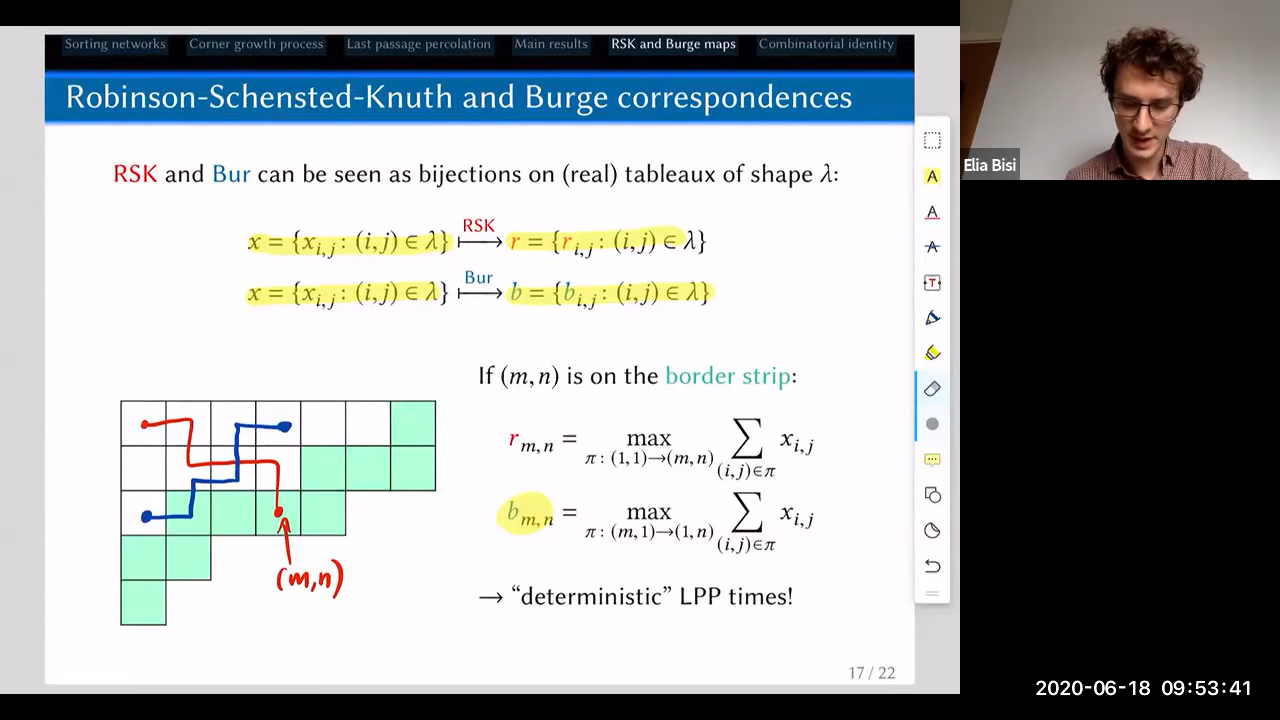 Sorting networks Corner growth process Last passage percolation Main results RSK and Burge maps Combinatorial identity
Robinson-Schensted-Knuth and Burge correspondences
Elia Bisi
RSK and Bur can be seen as bijections on (real) tableaux of shape λ:
x = {x_{i,j} : (i,j) ∈ λ} ⟼ RSK r = {r_{i,j} : (i,j) ∈ λ}
x = {x_{i,j} : (i,j) ∈ λ} ⟼ Bur b = {b_{i,j} : (i,j) ∈ λ}
If (m,n) is on the border strip:
r_{m,n} = max_{π : (1,1)→(m,n)} ∑_{(i,j)∈π} x_{i,j}
b_{m,n} = max_{π : (m,1)→(1,n)} ∑_{(i,j)∈π} x_{i,j}
(m,n)
→ “deterministic” LPP times!
17 / 22
2020-06-18 09:53:41
A
A
A
T